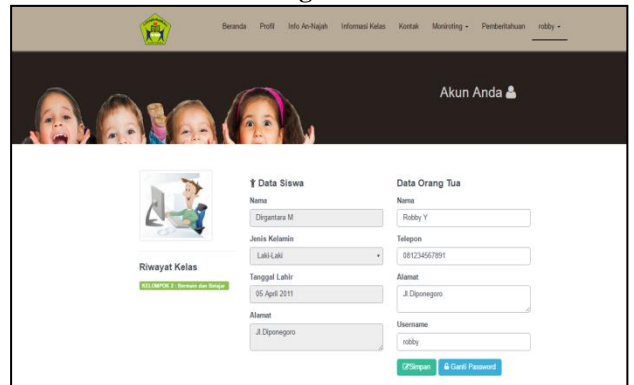 Beranda Profil Info An-Najah Informasi Kelas Kontak Moniroting Pemberitahuan robby
Akun Anda
Riwayat Kelas
KELOMPOK 2 : Bermain dan Belajar
Data Siswa
Nama
Dirgantara M
Jenis Kelamin
Laki-Laki
Tanggal Lahir
05 April 2011
Alamat
Jl.Diponegoro
Data Orang Tua
Nama
Robby Y
Telepon
081234567891
Alamat
Jl.Diponegoro
Username
robby
Simpan Ganti Password